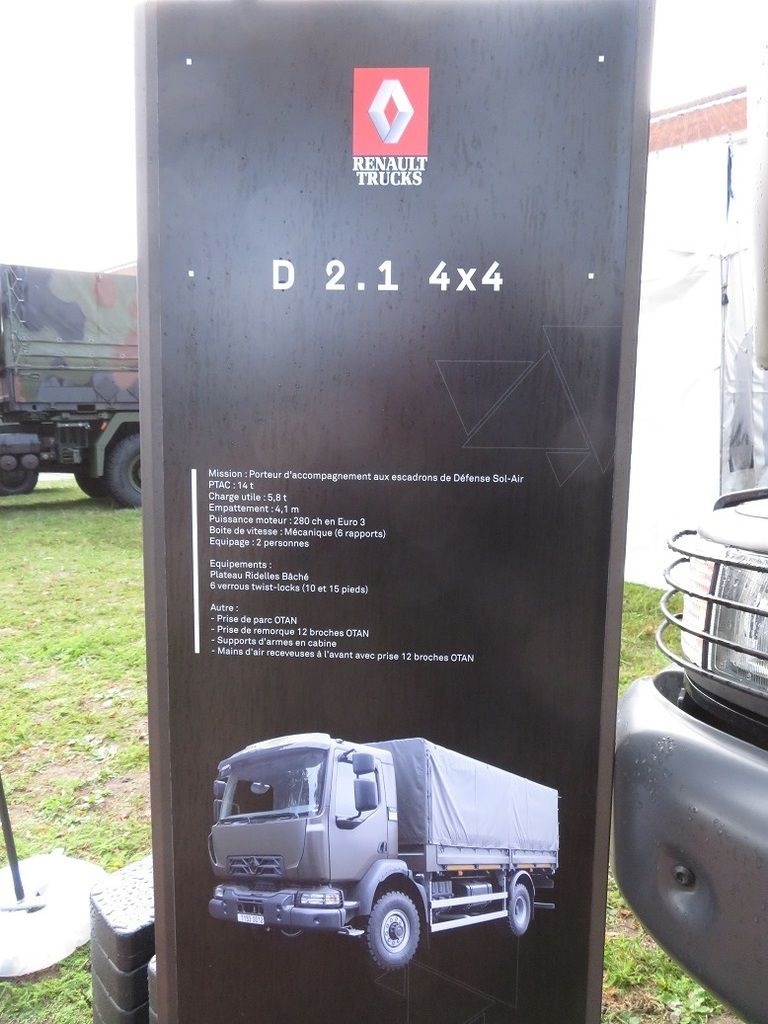 RENAULT
TRUCKS
D 2.1 4x4
Mission : Porteur d'accompagnement aux escadrons de Défense Sol-Air
PTAC : 14 t
Charge utile : 5,8 t
Empattement : 4,1 m
Puissance moteur : 280 ch en Euro 3
Boite de vitesse : Mécanique (6 rapports)
Equipage : 2 personnes
Equipements :
Plateau Ridelles Bâché
6 verrous twist-locks (10 et 15 pieds)
Autre :
- Prise de parc OTAN
- Prise de remorque 12 broches OTAN
- Supports d'armes en cabine
- Mains d'air receveuses à l'avant avec prise 12 broches OTAN